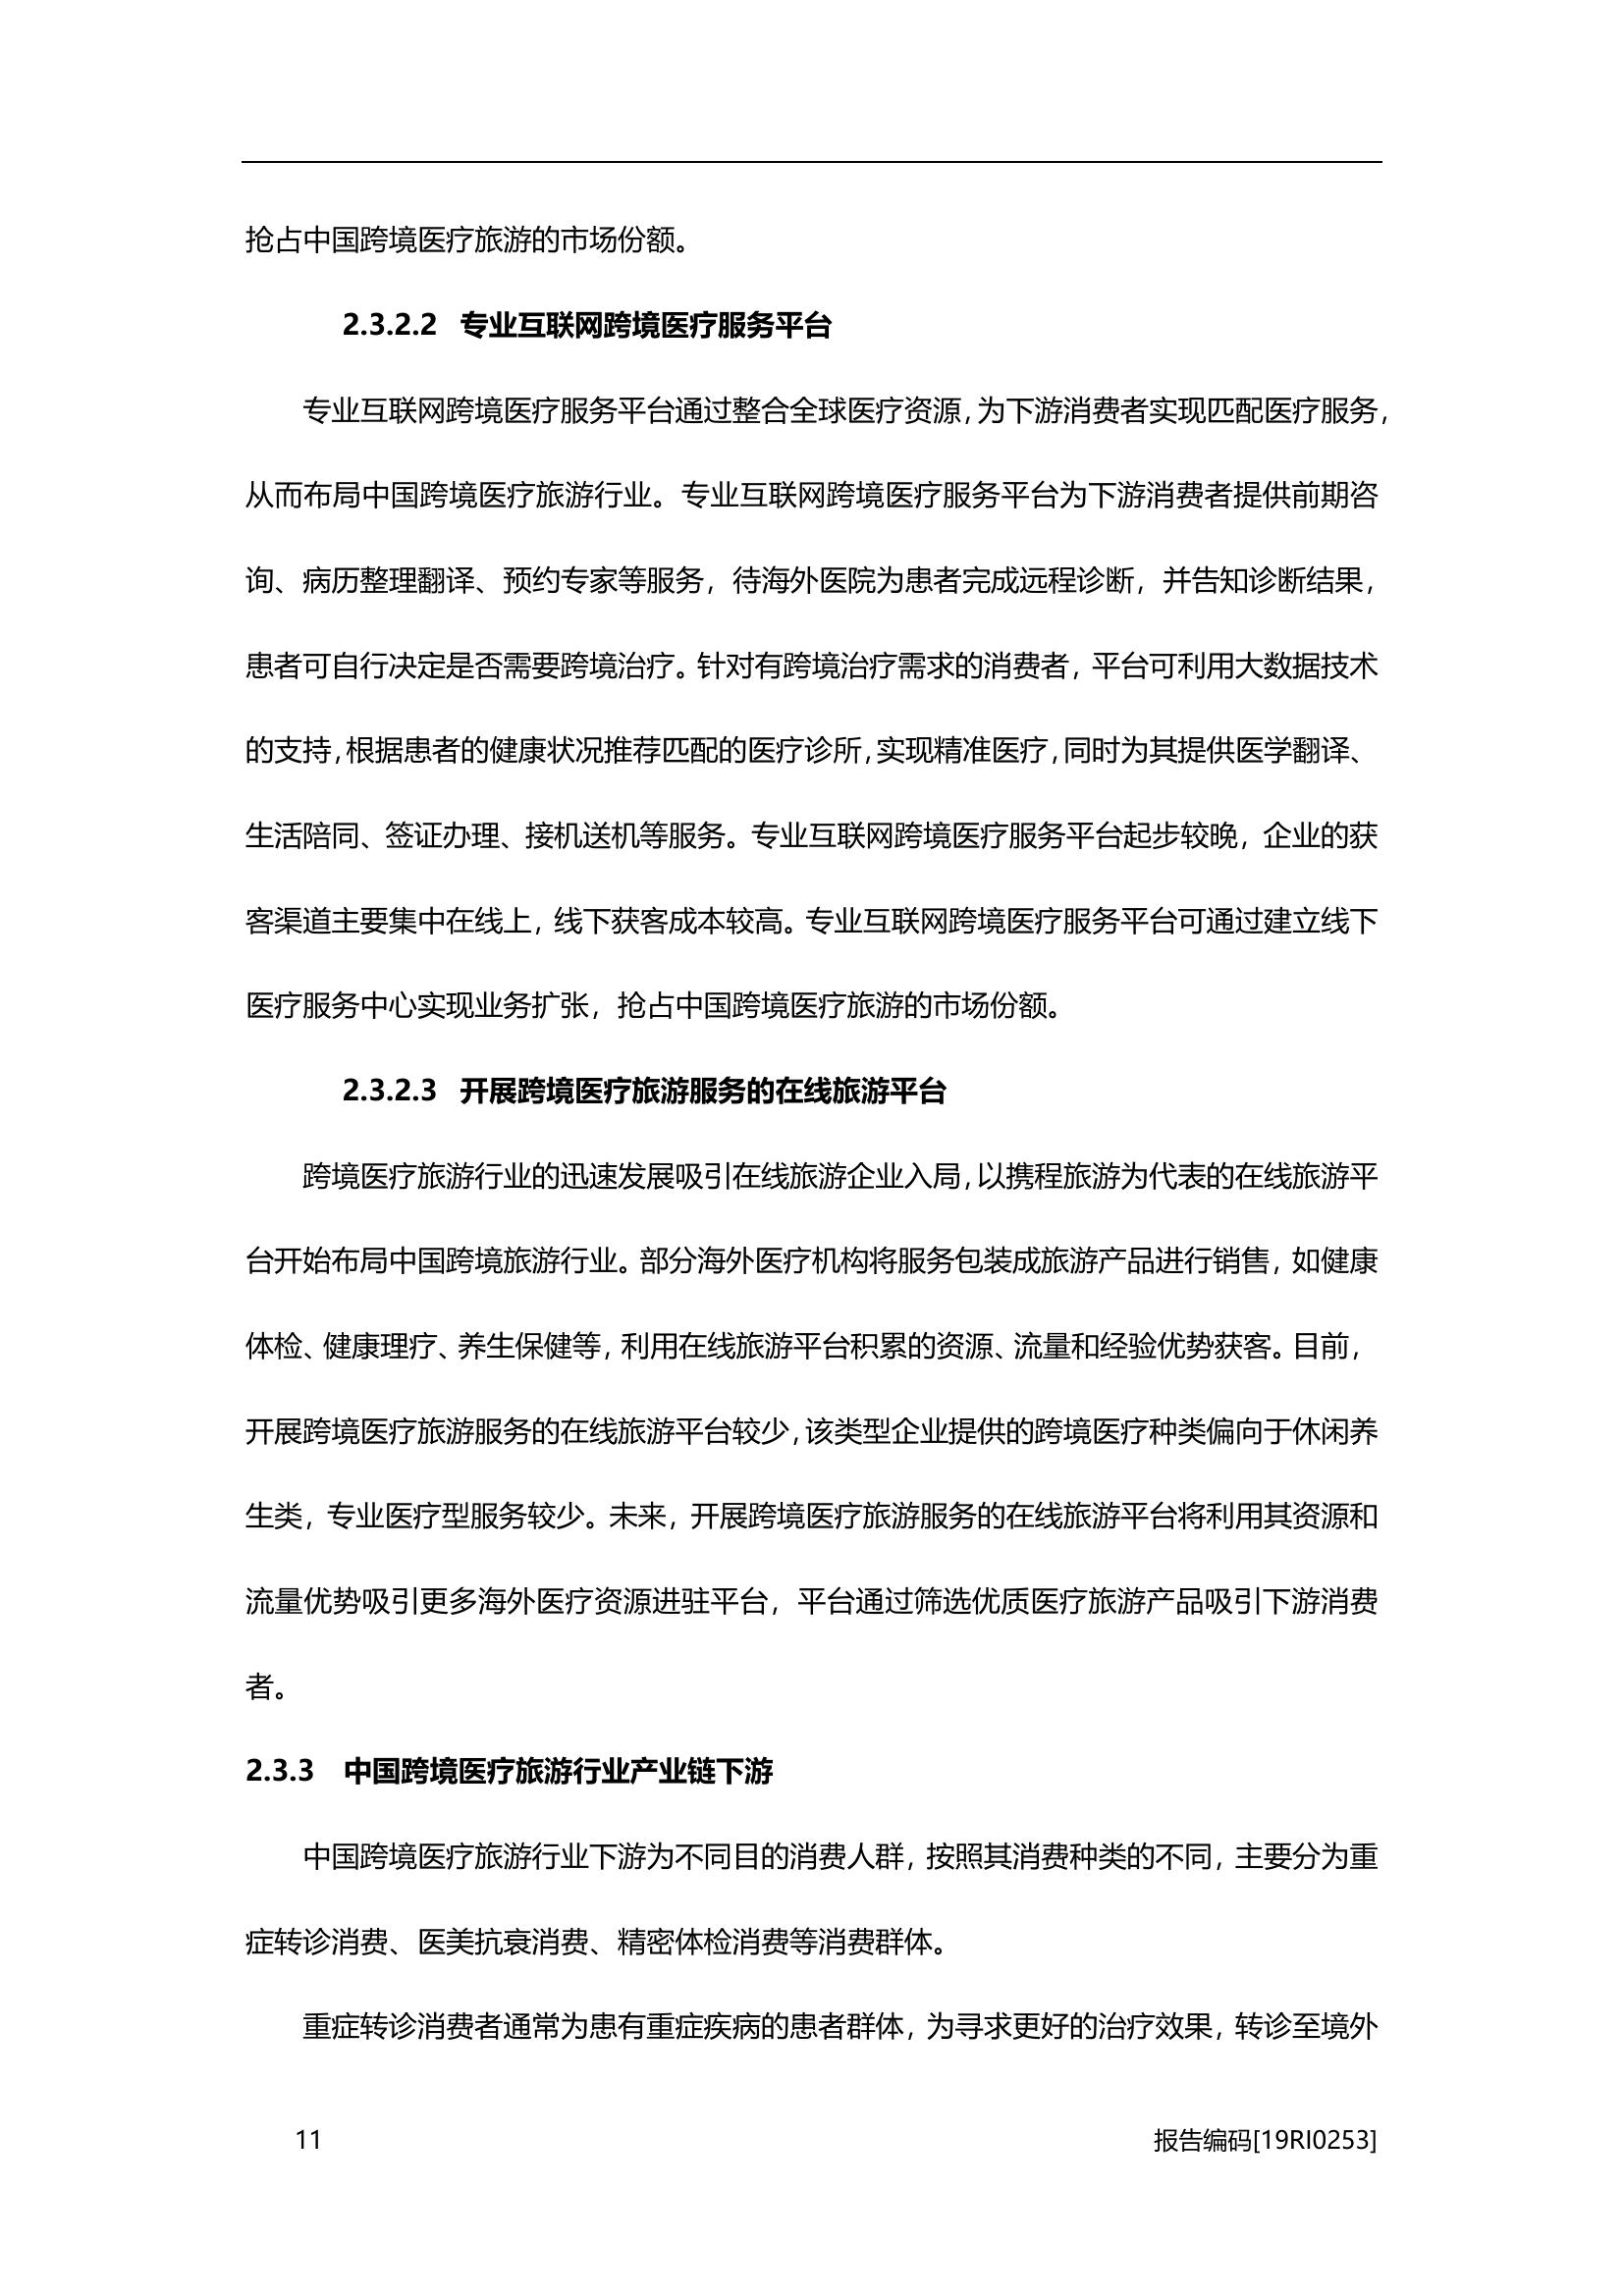 抢占中国跨境医疗旅游的市场份额。
2.3.2.2 专业互联网跨境医疗服务平台
专业互联网跨境医疗服务平台通过整合全球医疗资源，为下游消费者实现匹配医疗服务，
从而布局中国跨境医疗旅游行业。专业互联网跨境医疗服务平台为下游消费者提供前期咨
询、病历整理翻译、预约专家等服务，待海外医院为患者完成远程诊断，并告知诊断结果，
患者可自行决定是否需要跨境治疗。针对有跨境治疗需求的消费者，平台可利用大数据技术
的支持，根据患者的健康状况推荐匹配的医疗诊所，实现精准医疗，同时为其提供医学翻译、
生活陪同、签证办理、接机送机等服务。专业互联网跨境医疗服务平台起步较晚，企业的获
客渠道主要集中在线上，线下获客成本较高。专业互联网跨境医疗服务平台可通过建立线下
医疗服务中心实现业务扩张，抢占中国跨境医疗旅游的市场份额。
2.3.2.3 开展跨境医疗旅游服务的在线旅游平台
跨境医疗旅游行业的迅速发展吸引在线旅游企业入局，以携程旅游为代表的在线旅游平
台开始布局中国跨境旅游行业。部分海外医疗机构将服务包装成旅游产品进行销售，如健康
体检、健康理疗、养生保健等，利用在线旅游平台积累的资源、流量和经验优势获客。目前，
开展跨境医疗旅游服务的在线旅游平台较少，该类型企业提供的跨境医疗种类偏向于休闲养
生类，专业医疗型服务较少。未来，开展跨境医疗旅游服务的在线旅游平台将利用其资源和
流量优势吸引更多海外医疗资源进驻平台，平台通过筛选优质医疗旅游产品吸引下游消费
者。
2.3.3 中国跨境医疗旅游行业产业链下游
中国跨境医疗旅游行业下游为不同目的消费人群，按照其消费种类的不同，主要分为重
症转诊消费、医美抗衰消费、精密体检消费等消费群体。
重症转诊消费者通常为患有重症疾病的患者群体，为寻求更好的治疗效果，转诊至境外
11 报告编码[19RI0253]